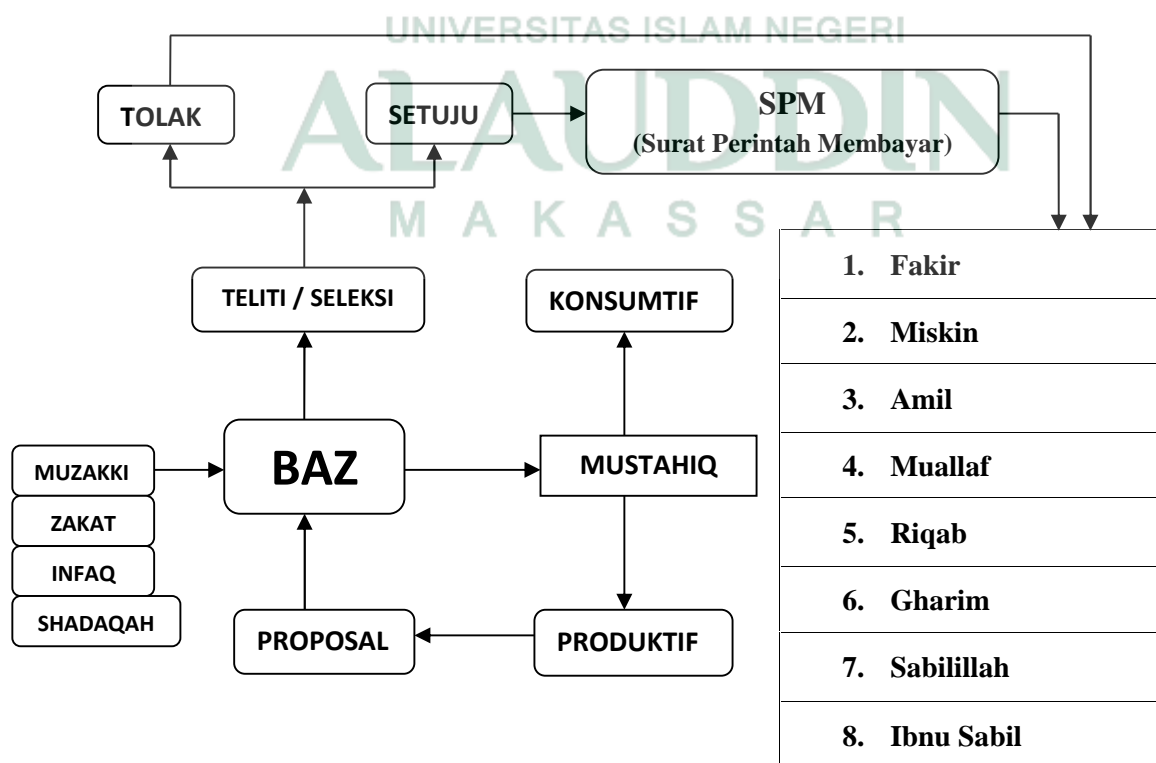 UNIVERSITAS ISLAM NEGERI
ALAUDDIN
MAKASSAR
TOLAK
SETUJU
SPM
(Surat Perintah Membayar)
TELITI / SELEKSI
KONSUMTIF
MUZAKKI
ZAKAT
INFAQ
SHADAQAH
BAZ
MUSTAHIQ
PROPOSAL
PRODUKTIF
1. Fakir
2. Miskin
3. Amil
4. Muallaf
5. Riqab
6. Gharim
7. Sabilillah
8. Ibnu Sabil